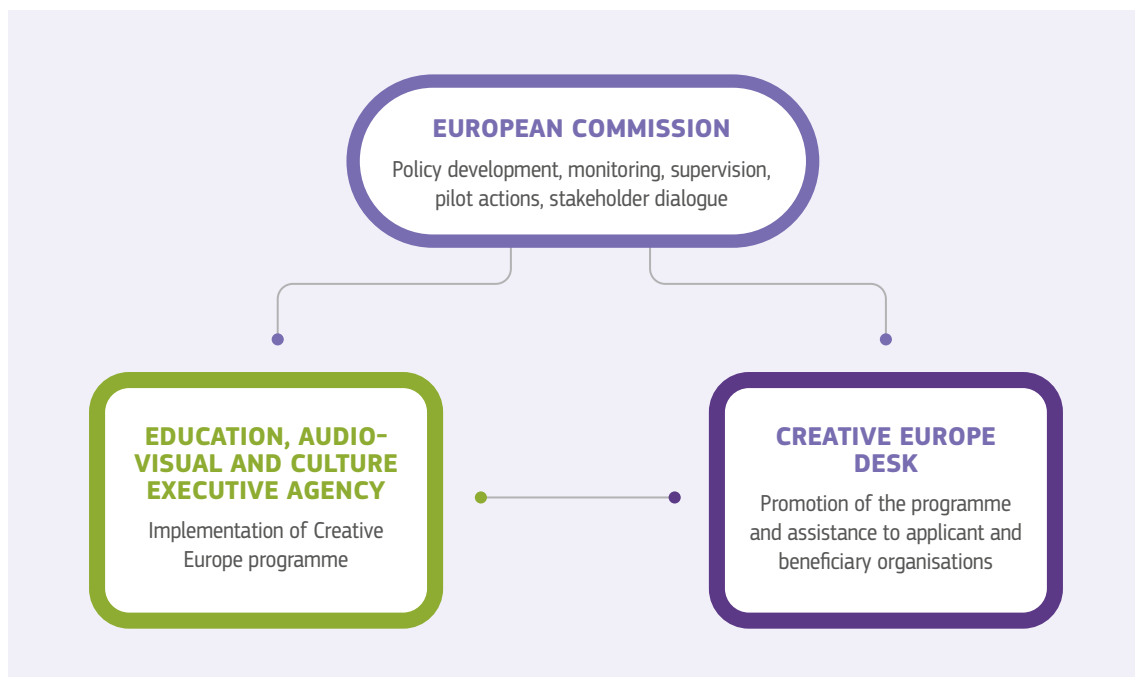 EUROPEAN COMMISSION
Policy development, monitoring, supervision,
pilot actions, stakeholder dialogue
EDUCATION, AUDIO-
VISUAL AND CULTURE
EXECUTIVE AGENCY
Implementation of Creative
Europe programme
CREATIVE EUROPE
DESK
Promotion of the programme
and assistance to applicant and
beneficiary organisations